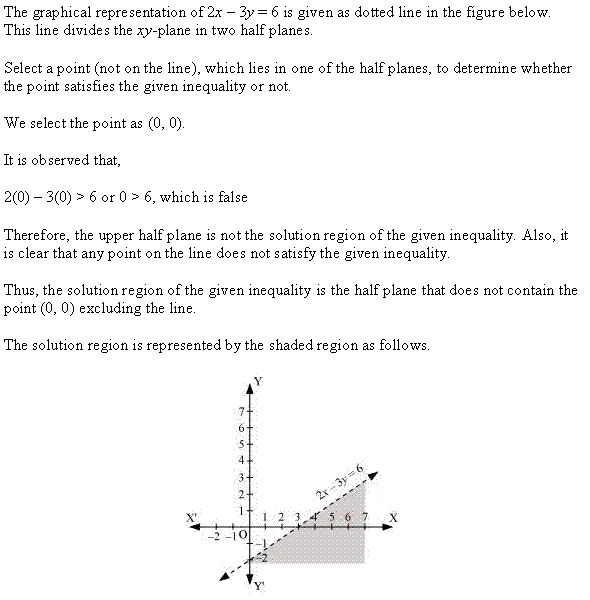 The graphical representation of 2x − 3y = 6 is given as dotted line in the figure below.
This line divides the xy-plane in two half planes.
Select a point (not on the line), which lies in one of the half planes, to determine whether
the point satisfies the given inequality or not.
We select the point as (0, 0).
It is observed that,
2(0) − 3(0) > 6 or 0 > 6, which is false
Therefore, the upper half plane is not the solution region of the given inequality. Also, it
is clear that any point on the line does not satisfy the given inequality.
Thus, the solution region of the given inequality is the half plane that does not contain the
point (0, 0) excluding the line.
The solution region is represented by the shaded region as follows.
Y
7
6
5
4
3
2
1
2x − 3y = 6
X' 1 2 3 4 5 6 7 X
−2 −1 O
−1
−2
Y'